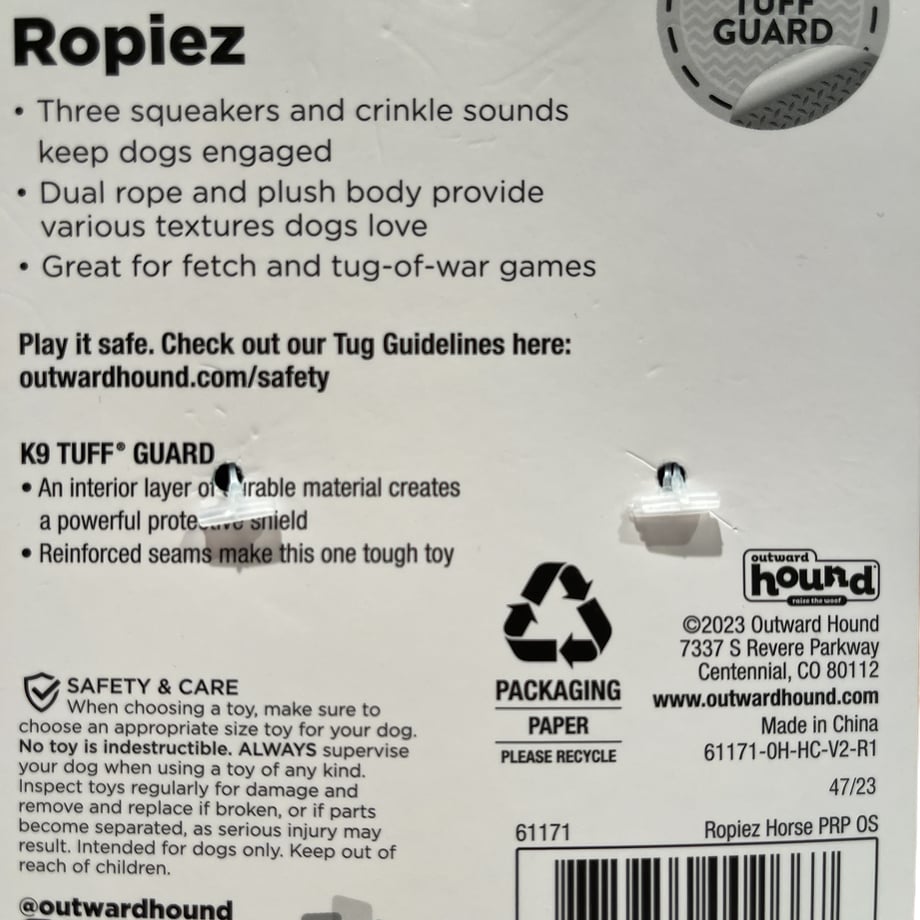 Ropiez
TUFF
GUARD
• Three squeakers and crinkle sounds
keep dogs engaged
• Dual rope and plush body provide
various textures dogs love
• Great for fetch and tug-of-war games
Play it safe. Check out our Tug Guidelines here:
outwardhound.com/safety
K9 TUFF® GUARD
• An interior layer of material creates
a powerful shield
• Reinforced seams make this one tough toy
SAFETY & CARE
When choosing a toy, make sure to
choose an appropriate size toy for your dog.
No toy is indestructible. ALWAYS supervise
your dog when using a toy of any kind.
Inspect toys regularly for damage and
remove and replace if broken, or if parts
become separated, as serious injury may
result. Intended for dogs only. Keep out of
reach of children.
@outwardhound
PACKAGING
PAPER
PLEASE RECYCLE
outward
hound
raise the woof
©2023 Outward Hound
7337 S Revere Parkway
Centennial, CO 80112
www.outwardhound.com
Made in China
61171-0H-HC-V2-R1
47/23
61171 Ropiez Horse PRP OS